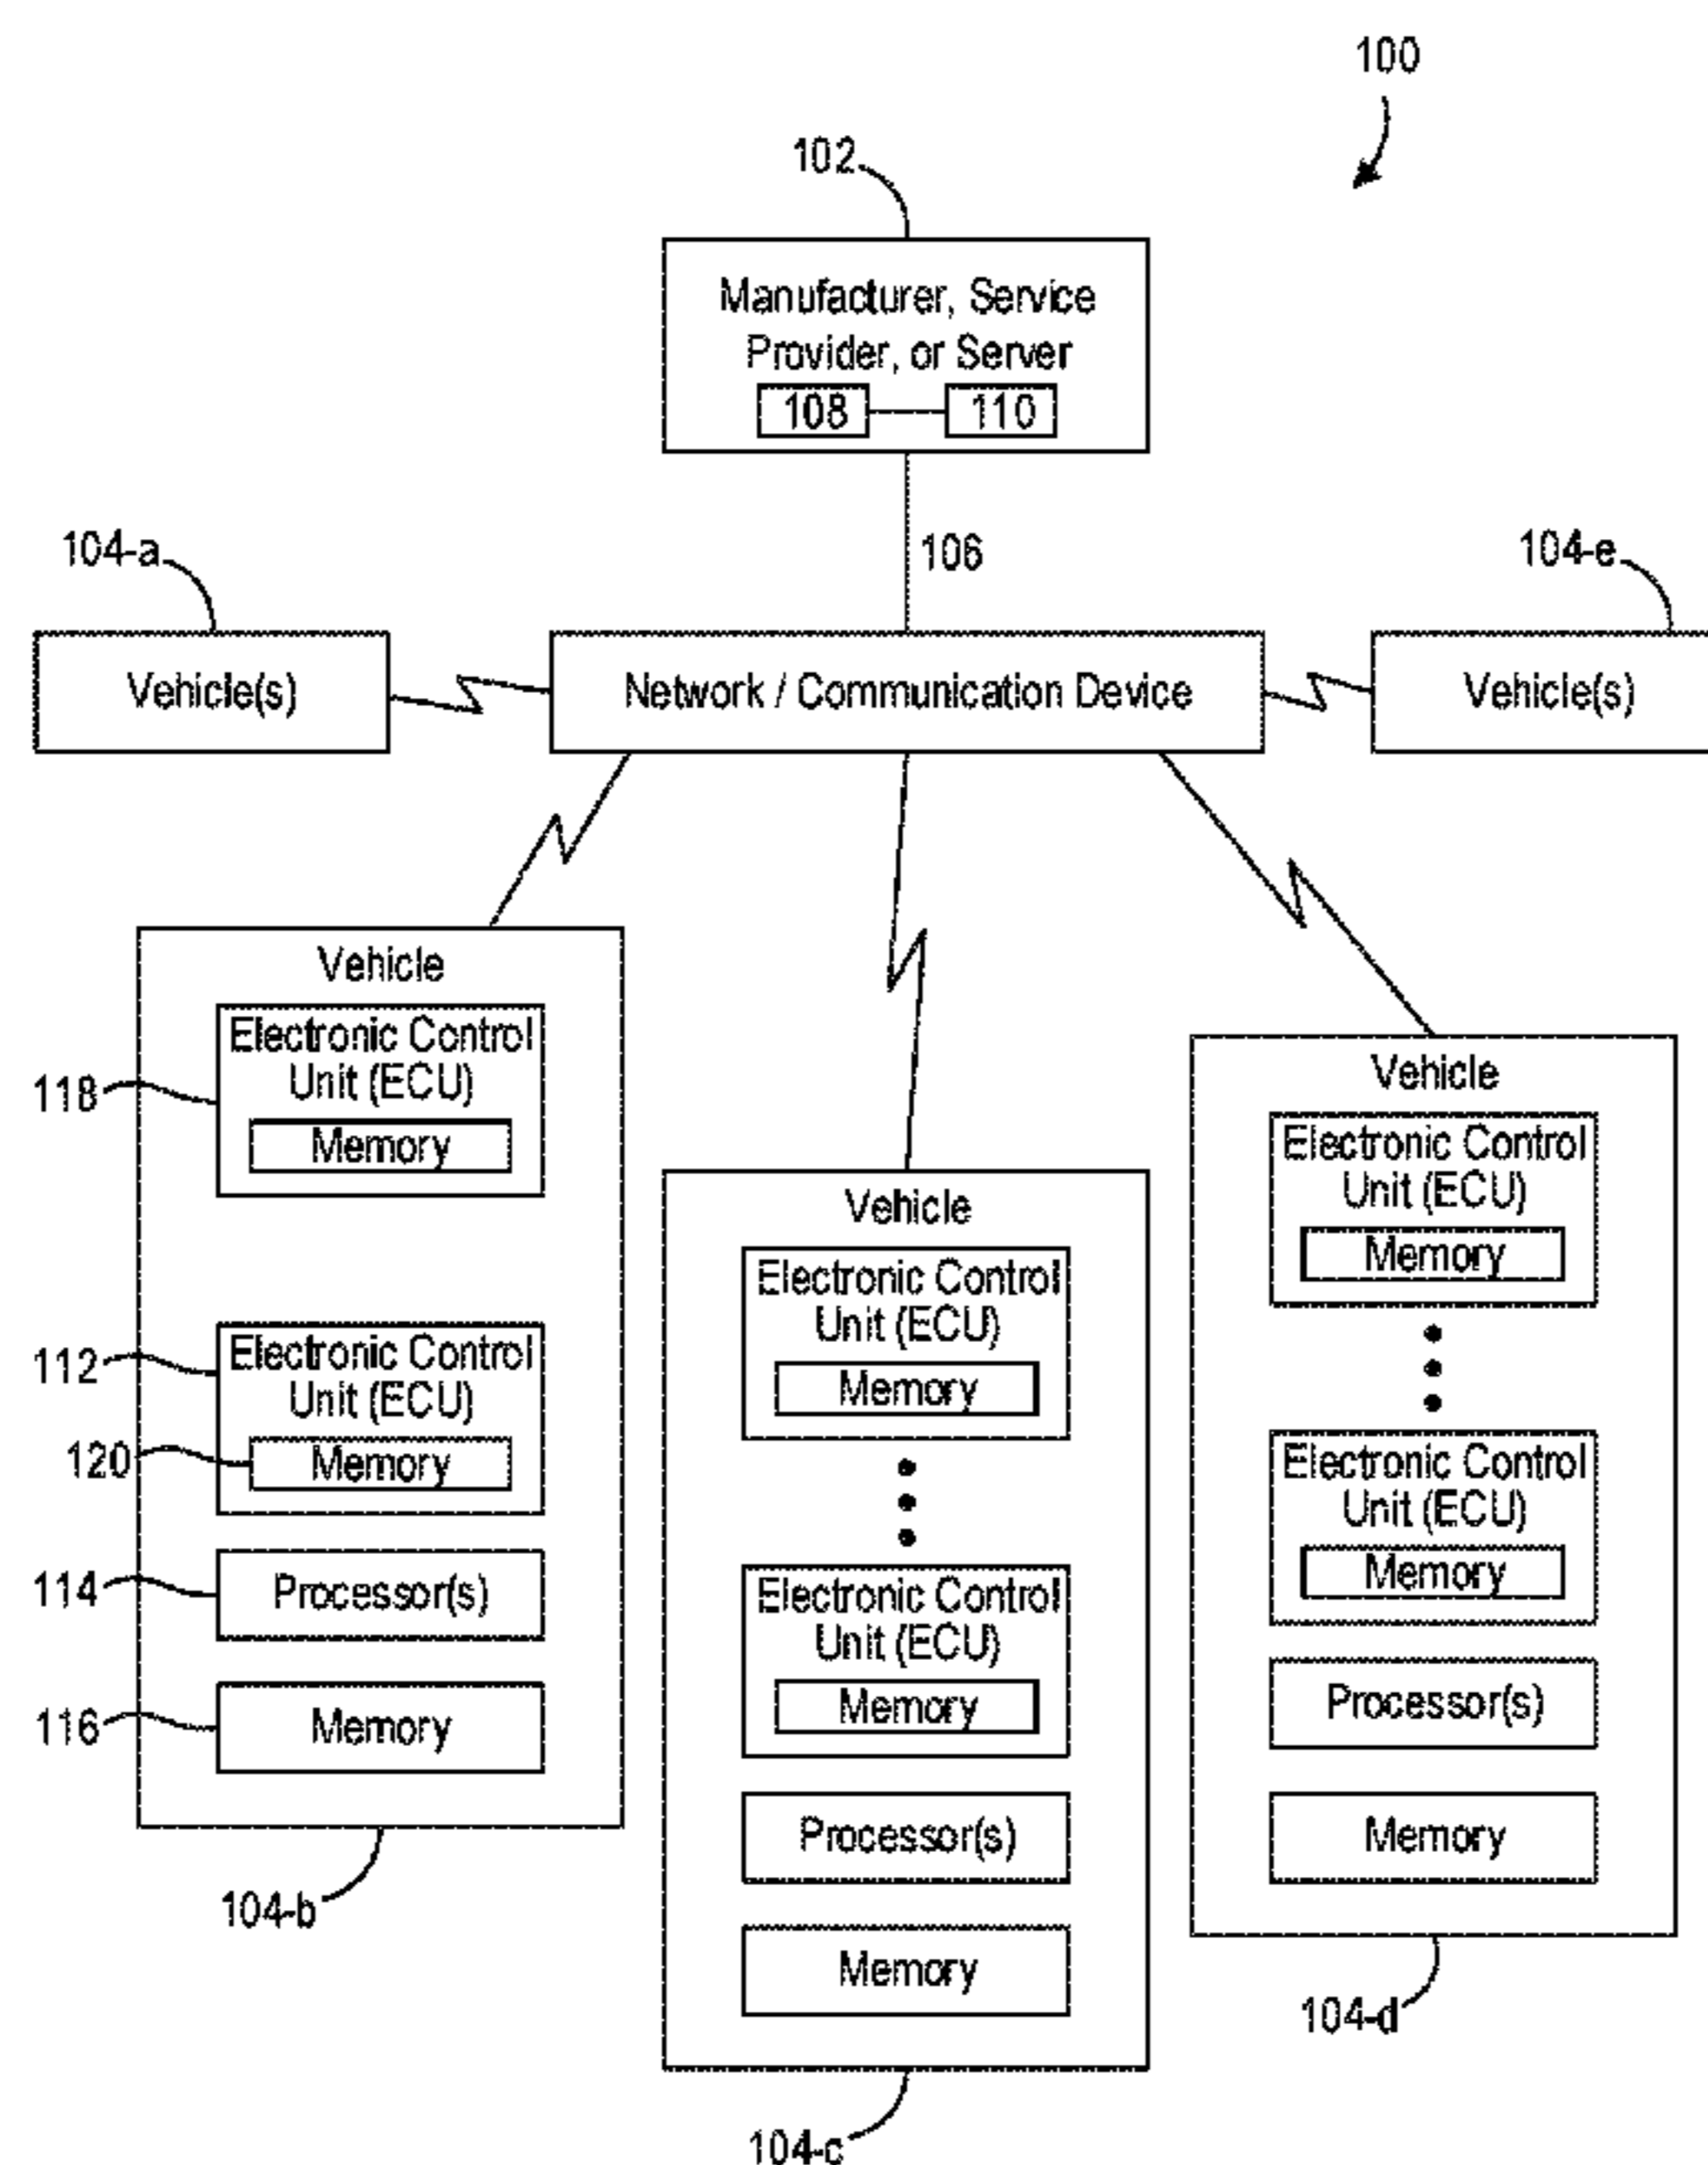 100
102
Manufacturer, Service
Provider, or Server
108
110
106
104-a
104-e
Vehicle(s)
Network / Communication Device
Vehicle(s)
Vehicle
Electronic Control
Unit (ECU)
Memory
118
Electronic Control
Unit (ECU)
Memory
112
120
Processor(s)
114
Memory
116
104-b
Vehicle
Electronic Control
Unit (ECU)
Memory
Electronic Control
Unit (ECU)
Memory
Processor(s)
Memory
104-c
Vehicle
Electronic Control
Unit (ECU)
Memory
Electronic Control
Unit (ECU)
Memory
Processor(s)
Memory
104-d